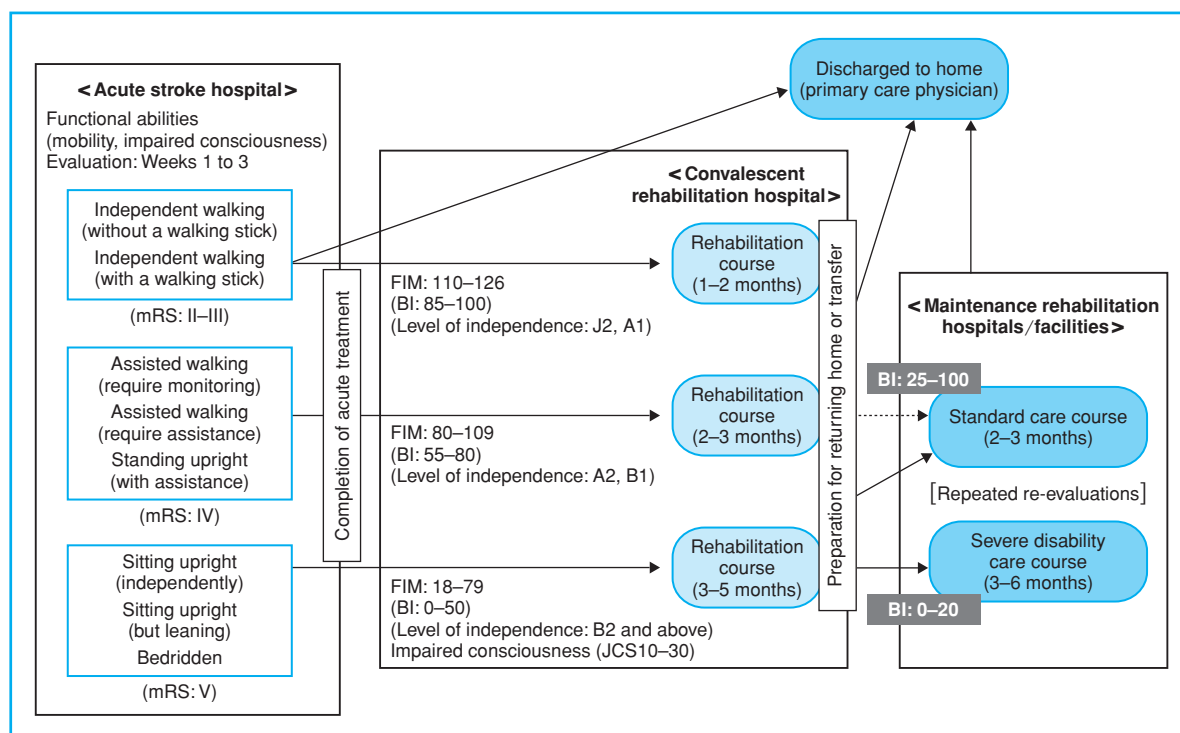 <Acute stroke hospital>
Functional abilities
(mobility, impaired consciousness)
Evaluation: Weeks 1 to 3
Independent walking
(without a walking stick)
Independent walking
(with a walking stick)
(mRS: II–III)
Assisted walking
(require monitoring)
Assisted walking
(require assistance)
Standing upright
(with assistance)
(mRS: IV)
Sitting upright
(independently)
Sitting upright
(but leaning)
Bedridden
(mRS: V)
Completion of acute treatment
<Convalescent
rehabilitation hospital>
FIM: 110–126
(BI: 85–100)
(Level of independence: J2, A1)
Rehabilitation
course
(1–2 months)
FIM: 80–109
(BI: 55–80)
(Level of independence: A2, B1)
Rehabilitation
course
(2–3 months)
FIM: 18–79
(BI: 0–50)
(Level of independence: B2 and above)
Impaired consciousness (JCS10–30)
Rehabilitation
course
(3–5 months)
Preparation for returning home or transfer
Discharged to home
(primary care physician)
<Maintenance rehabilitation
hospitals/facilities>
BI: 25–100
Standard care course
(2–3 months)
[Repeated re-evaluations]
Severe disability
care course
(3–6 months)
BI: 0–20